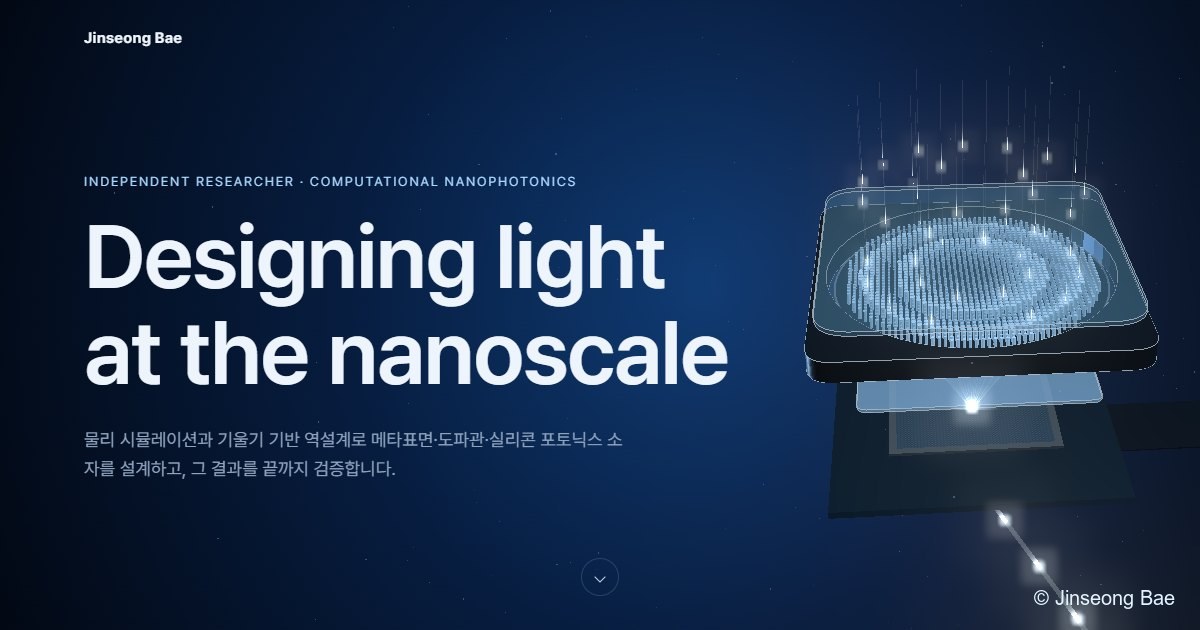 Jinseong Bae
INDEPENDENT RESEARCHER · COMPUTATIONAL NANOPHOTONICS
Designing light
at the nanoscale
물리 시뮬레이션과 기울기 기반 역설계로 메타표면·도파관·실리콘 포토닉스 소
자를 설계하고, 그 결과를 끝까지 검증합니다.
© Jinseong Bae